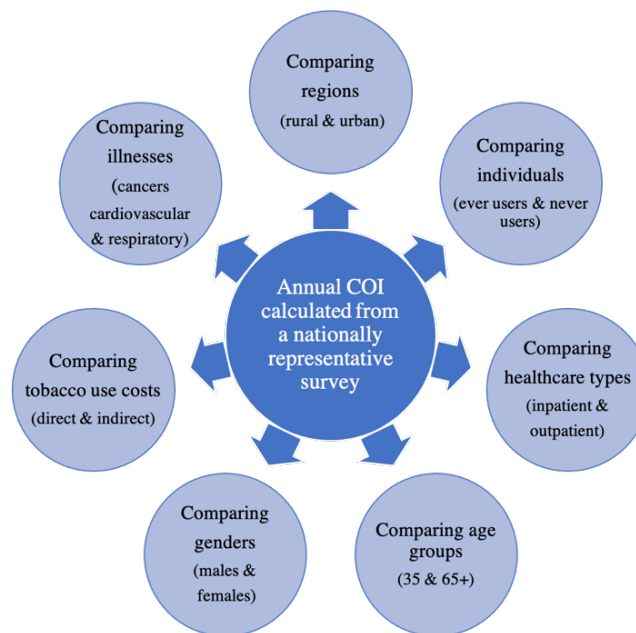 Comparing
regions
(rural & urban)
Comparing
individuals
(ever users & never
users)
Comparing
healthcare types
(inpatient &
outpatient)
Comparing age
groups
(35 & 65+)
Comparing
genders
(males &
females)
Comparing
tobacco use costs
(direct & indirect)
Comparing
illnesses
(cancers
cardiovascular
& respiratory)
Annual COI
calculated from
a nationally
representative
survey